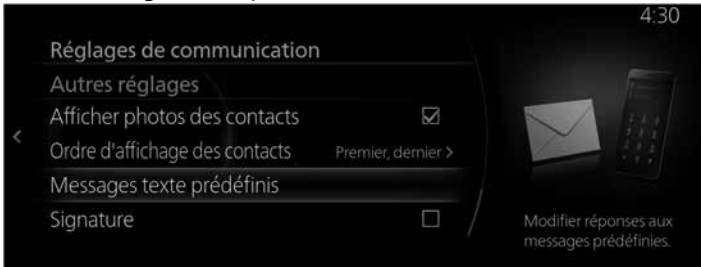 4:30
Réglages de communication
Autres réglages
Afficher photos des contacts
Ordre d'affichage des contacts Premier, dernier >
Messages texte prédéfinis
Signature
Modifier réponses aux
messages prédéfinies.